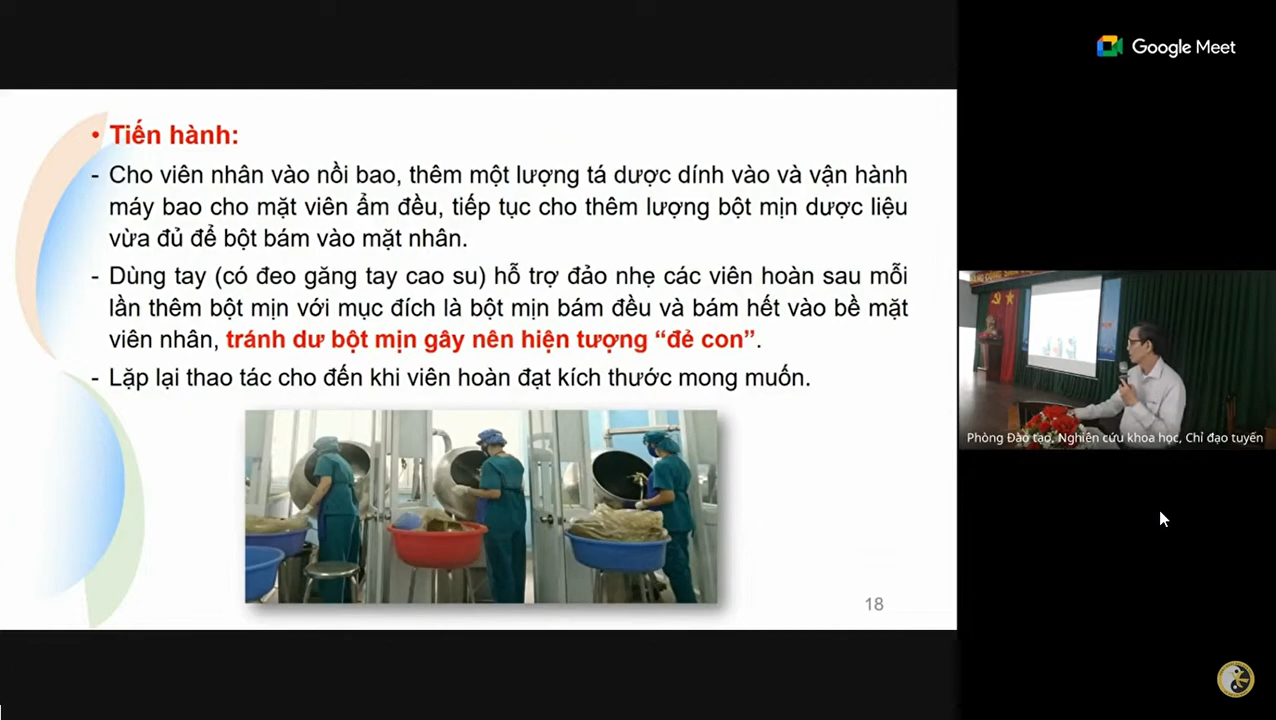 Google Meet
• Tiến hành:
- Cho viên nhân vào nồi bao, thêm một lượng tá dược dính vào và vận hành
máy bao cho mặt viên ẩm đều, tiếp tục cho thêm lượng bột mịn dược liệu
vừa đủ để bột bám vào mặt nhân.
- Dùng tay (có đeo găng tay cao su) hỗ trợ đảo nhẹ các viên hoàn sau mỗi
lần thêm bột mịn với mục đích là bột mịn bám đều và bám hết vào bề mặt
viên nhân, tránh dư bột mịn gây nên hiện tượng “đẻ con”.
- Lặp lại thao tác cho đến khi viên hoàn đạt kích thước mong muốn.
18
Phòng Đào tạo, Nghiên cứu khoa học, Chỉ đạo tuyến